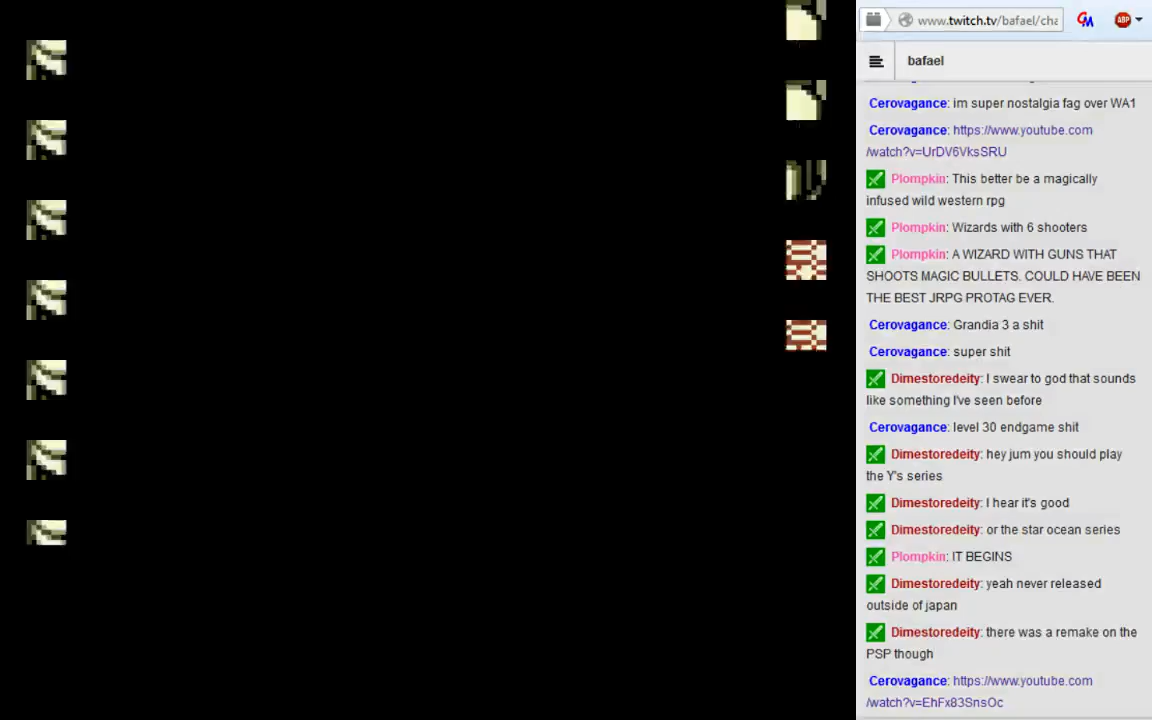 www.twitch.tv/bafael/cha
GM
ABP
bafael
Cerovagance: im super nostalgia fag over WA1
Cerovagance: https://www.youtube.com
/watch?v=UrDV6VksSRU
Plompkin: This better be a magically
infused wild western rpg
Plompkin: Wizards with 6 shooters
Plompkin: A WIZARD WITH GUNS THAT
SHOOTS MAGIC BULLETS. COULD HAVE BEEN
THE BEST JRPG PROTAG EVER.
Cerovagance: Grandia 3 a shit
Cerovagance: super shit
Dimestoredeity: I swear to god that sounds
like something I've seen before
Cerovagance: level 30 endgame shit
Dimestoredeity: hey jum you should play
the Y's series
Dimestoredeity: I hear it's good
Dimestoredeity: or the star ocean series
Plompkin: IT BEGINS
Dimestoredeity: yeah never released
outside of japan
Dimestoredeity: there was a remake on the
PSP though
Cerovagance: https://www.youtube.com
/watch?v=EhFx83SnsOc